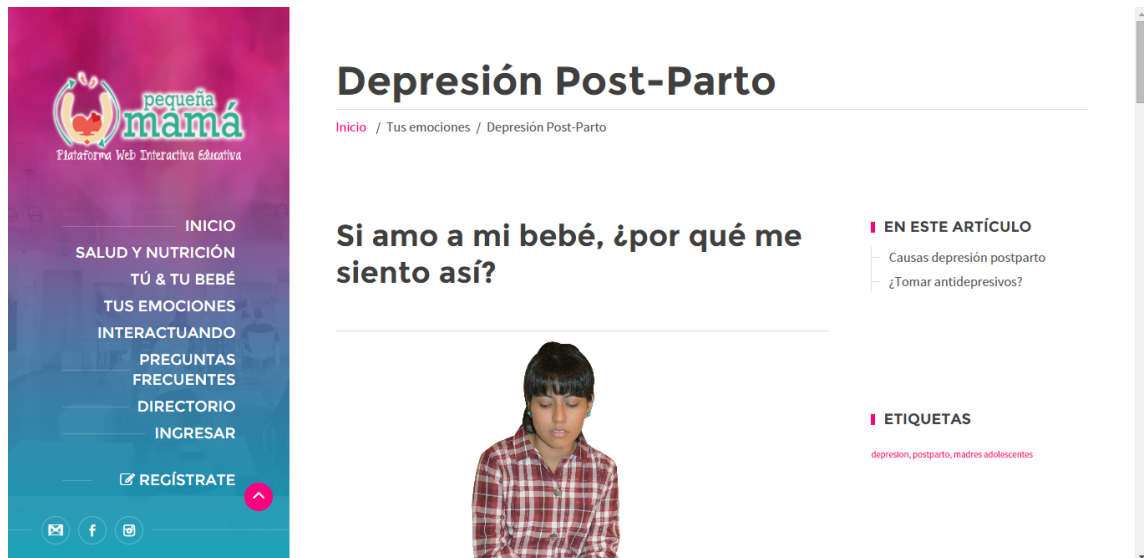 pequeña
mamá
Plataforma Web Interactiva Educativa
INICIO
SALUD Y NUTRICIÓN
TÚ & TU BEBÉ
TUS EMOCIONES
INTERACTUANDO
PREGUNTAS
FRECUENTES
DIRECTORIO
INGRESAR
REGÍSTRATE
Depresión Post-Parto
Inicio / Tus emociones / Depresión Post-Parto
Si amo a mi bebé, ¿por qué me
siento así?
EN ESTE ARTÍCULO
Causas depresión postparto
¿Tomar antidepresivos?
ETIQUETAS
depresion, postparto, madres adolescentes